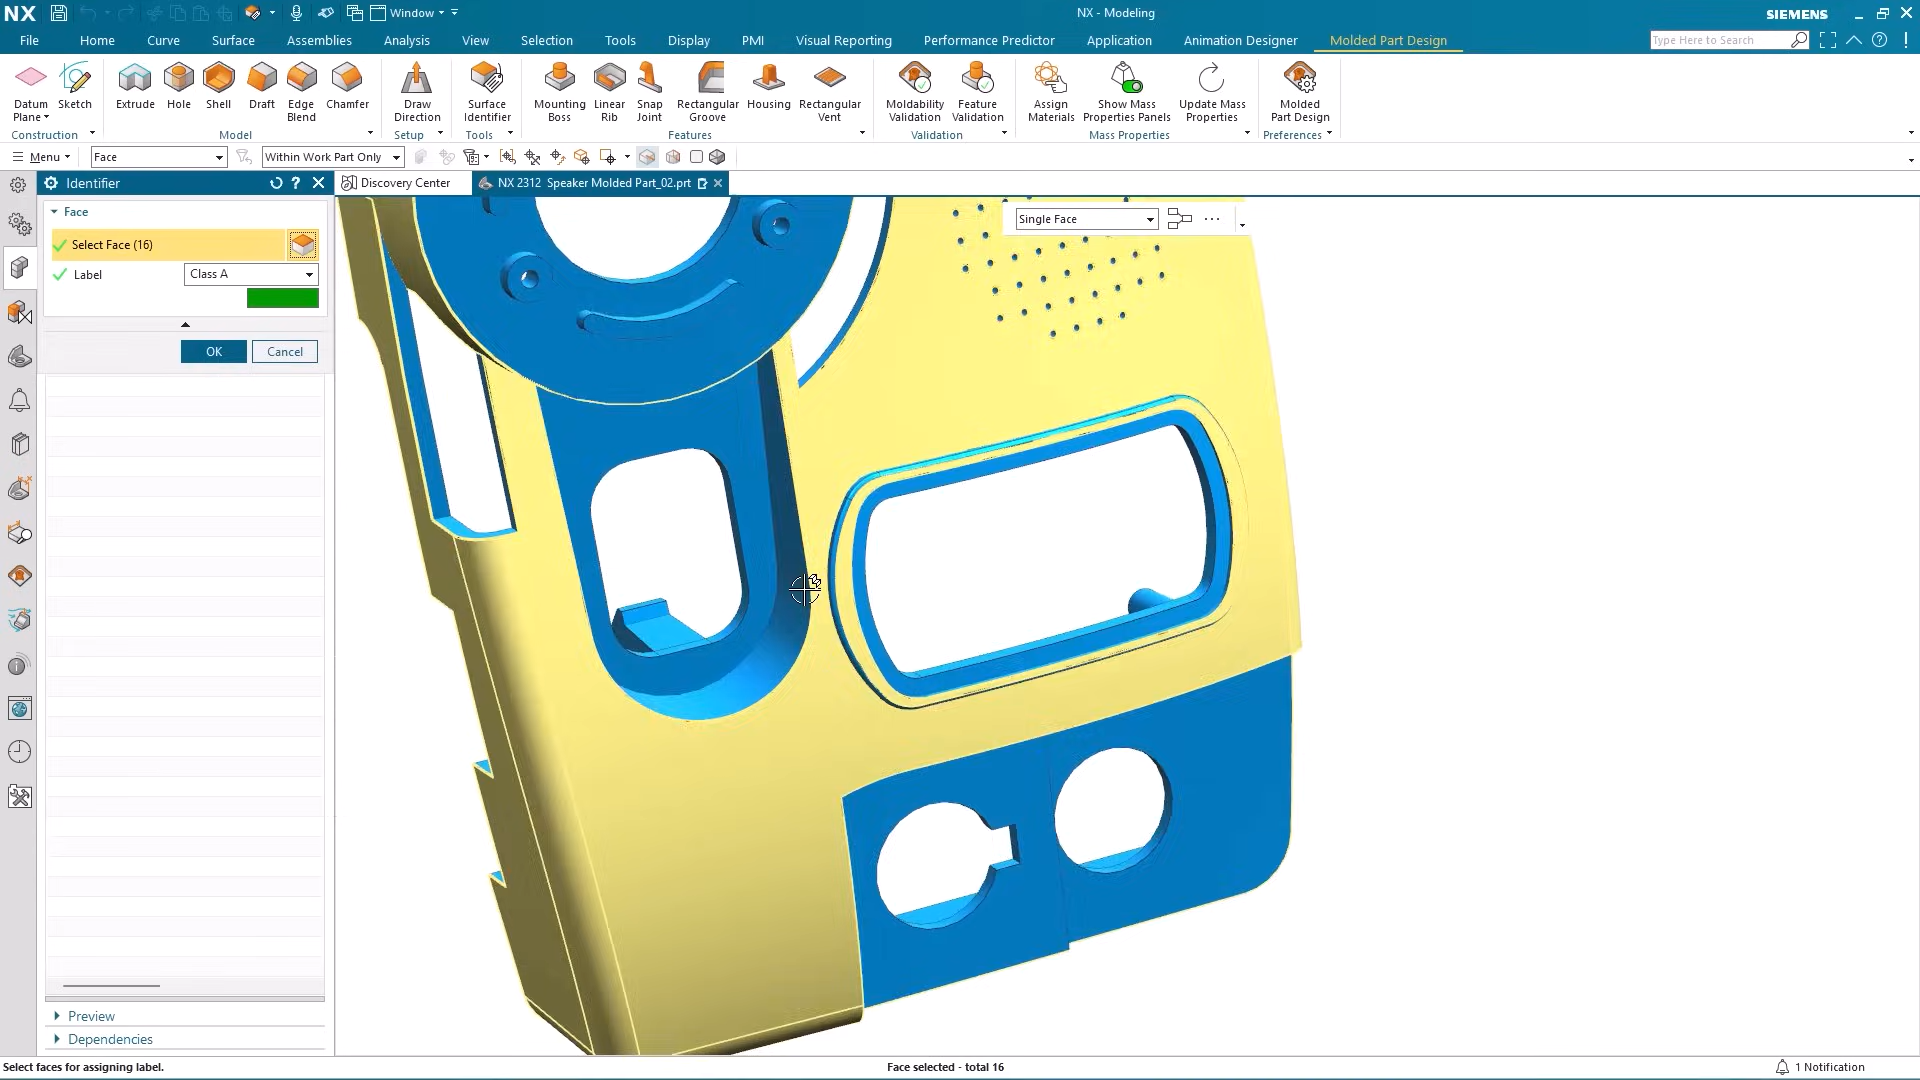 NX
Window
NX - Modeling
SIEMENS
File
Home
Curve
Surface
Assemblies
Analysis
View
Selection
Tools
Display
PMI
Visual Reporting
Performance Predictor
Application
Animation Designer
Molded Part Design
Type Here to Search
Datum Plane
Sketch
Extrude
Hole
Shell
Draft
Edge Blend
Chamfer
Draw Direction
Surface Identifier
Mounting Boss
Linear Rib
Snap Joint
Rectangular Groove
Housing
Rectangular Vent
Moldability Validation
Feature Validation
Assign Materials
Show Mass Properties Panels
Update Mass Properties
Molded Part Design
Construction
Model
Setup
Tools
Features
Validation
Mass Properties
Preferences
Menu
Face
Within Work Part Only
Identifier
Discovery Center
NX 2312 Speaker Molded Part_02.prt
Face
Select Face (16)
Label
Class A
OK
Cancel
Single Face
Preview
Dependencies
Select faces for assigning label.
Face selected - total 16
1 Notification